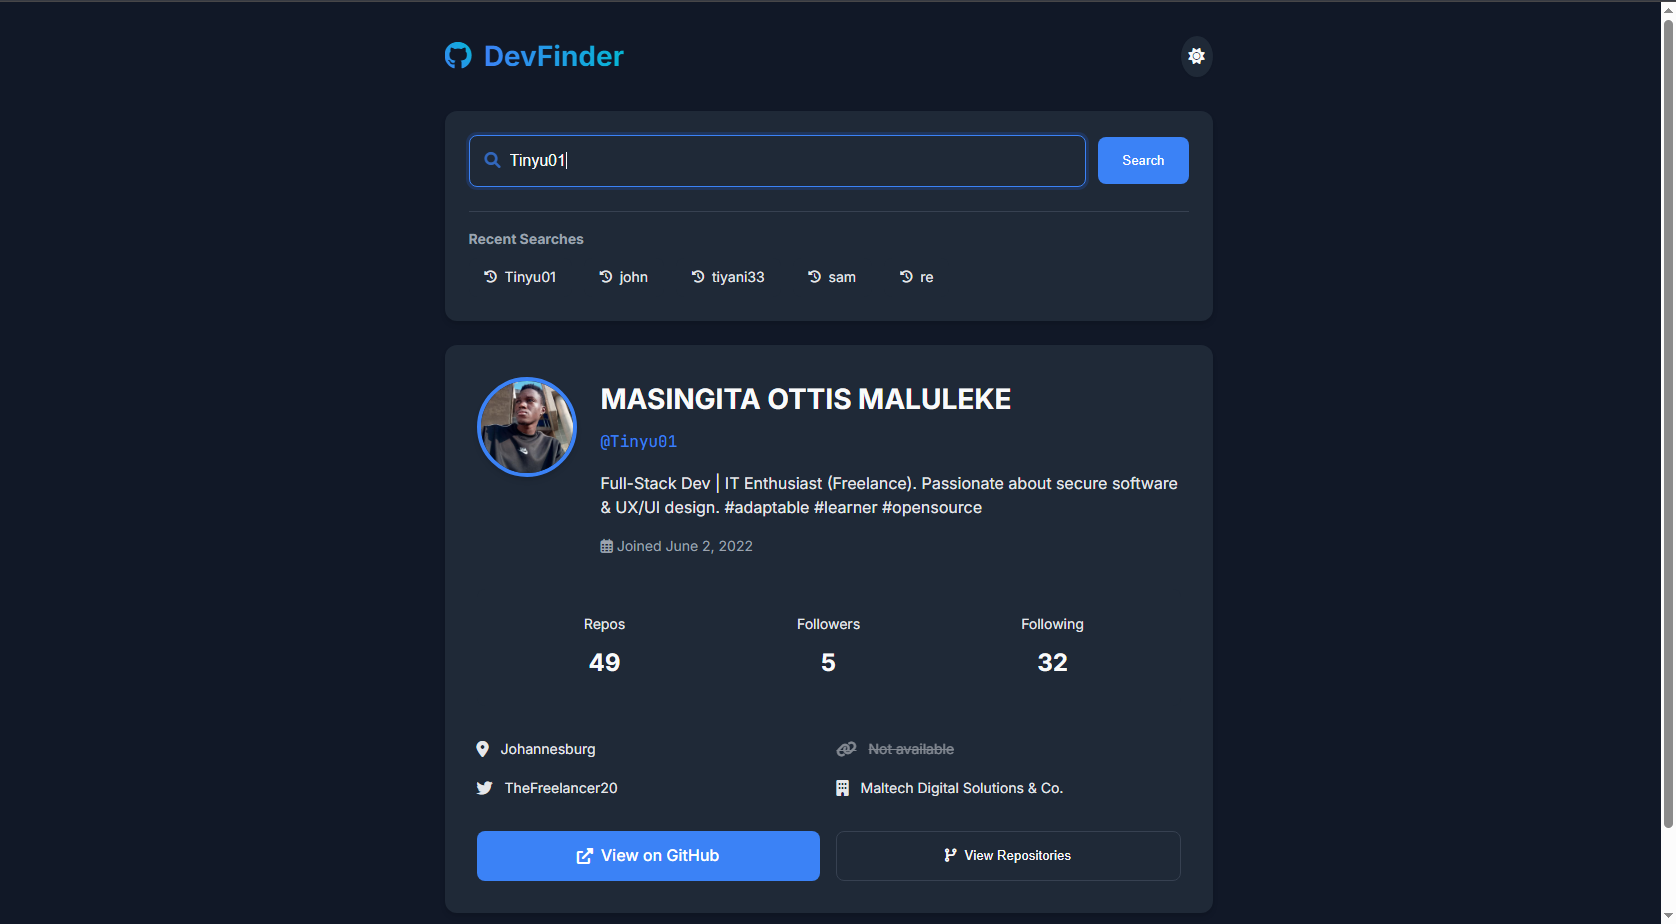 DevFinder
Tinyu01
Search
Recent Searches
Tinyu01 john tiyani33 sam re
MASINGITA OTTIS MALULEKE
@Tinyu01
Full-Stack Dev | IT Enthusiast (Freelance). Passionate about secure software
& UX/UI design. #adaptable #learner #opensource
Joined June 2, 2022
Repos Followers Following
49 5 32
Johannesburg Not available
TheFreelancer20 Maltech Digital Solutions & Co.
View on GitHub View Repositories